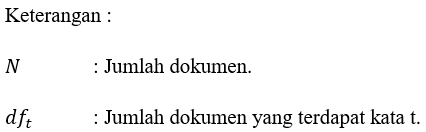 Keterangan :
N : Jumlah dokumen.
df_t : Jumlah dokumen yang terdapat kata t.